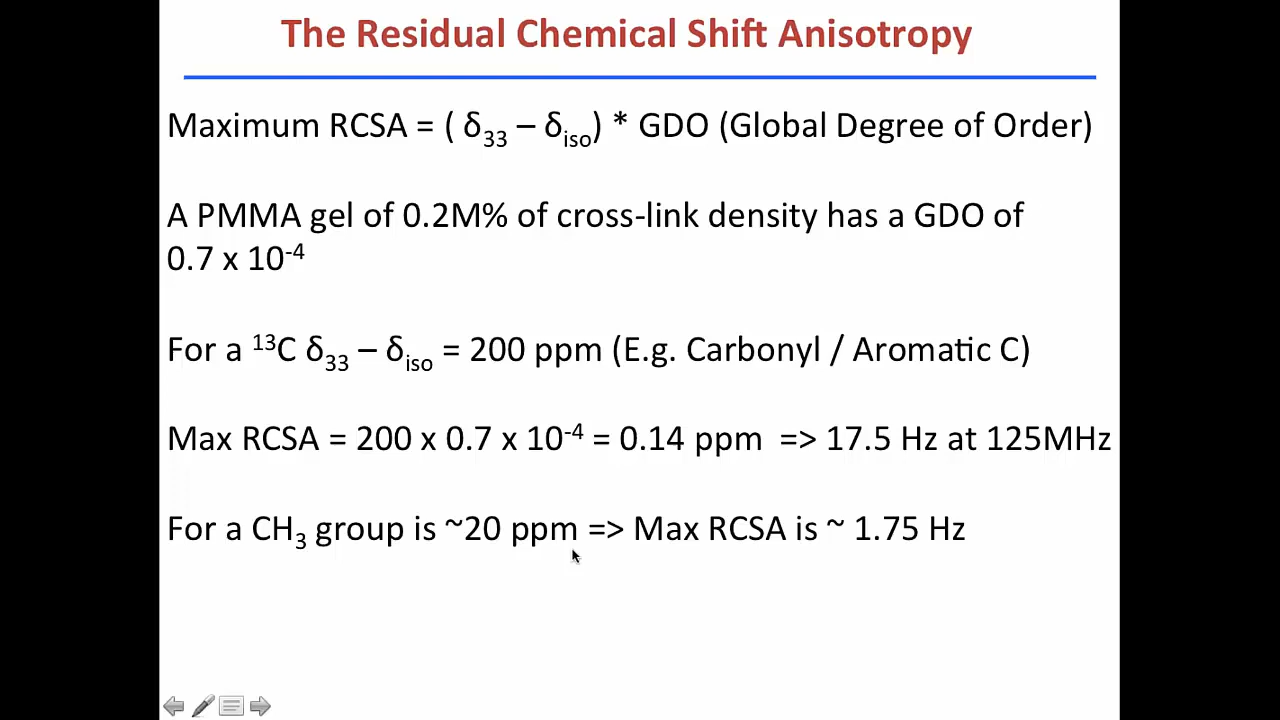 The Residual Chemical Shift Anisotropy
Maximum RCSA = ( δ₃₃ – δᵢₛₒ) * GDO (Global Degree of Order)
A PMMA gel of 0.2M% of cross-link density has a GDO of
0.7 x 10⁻⁴
For a ¹³C δ₃₃ – δᵢₛₒ = 200 ppm (E.g. Carbonyl / Aromatic C)
Max RCSA = 200 x 0.7 x 10⁻⁴ = 0.14 ppm => 17.5 Hz at 125MHz
For a CH₃ group is ~20 ppm => Max RCSA is ~ 1.75 Hz